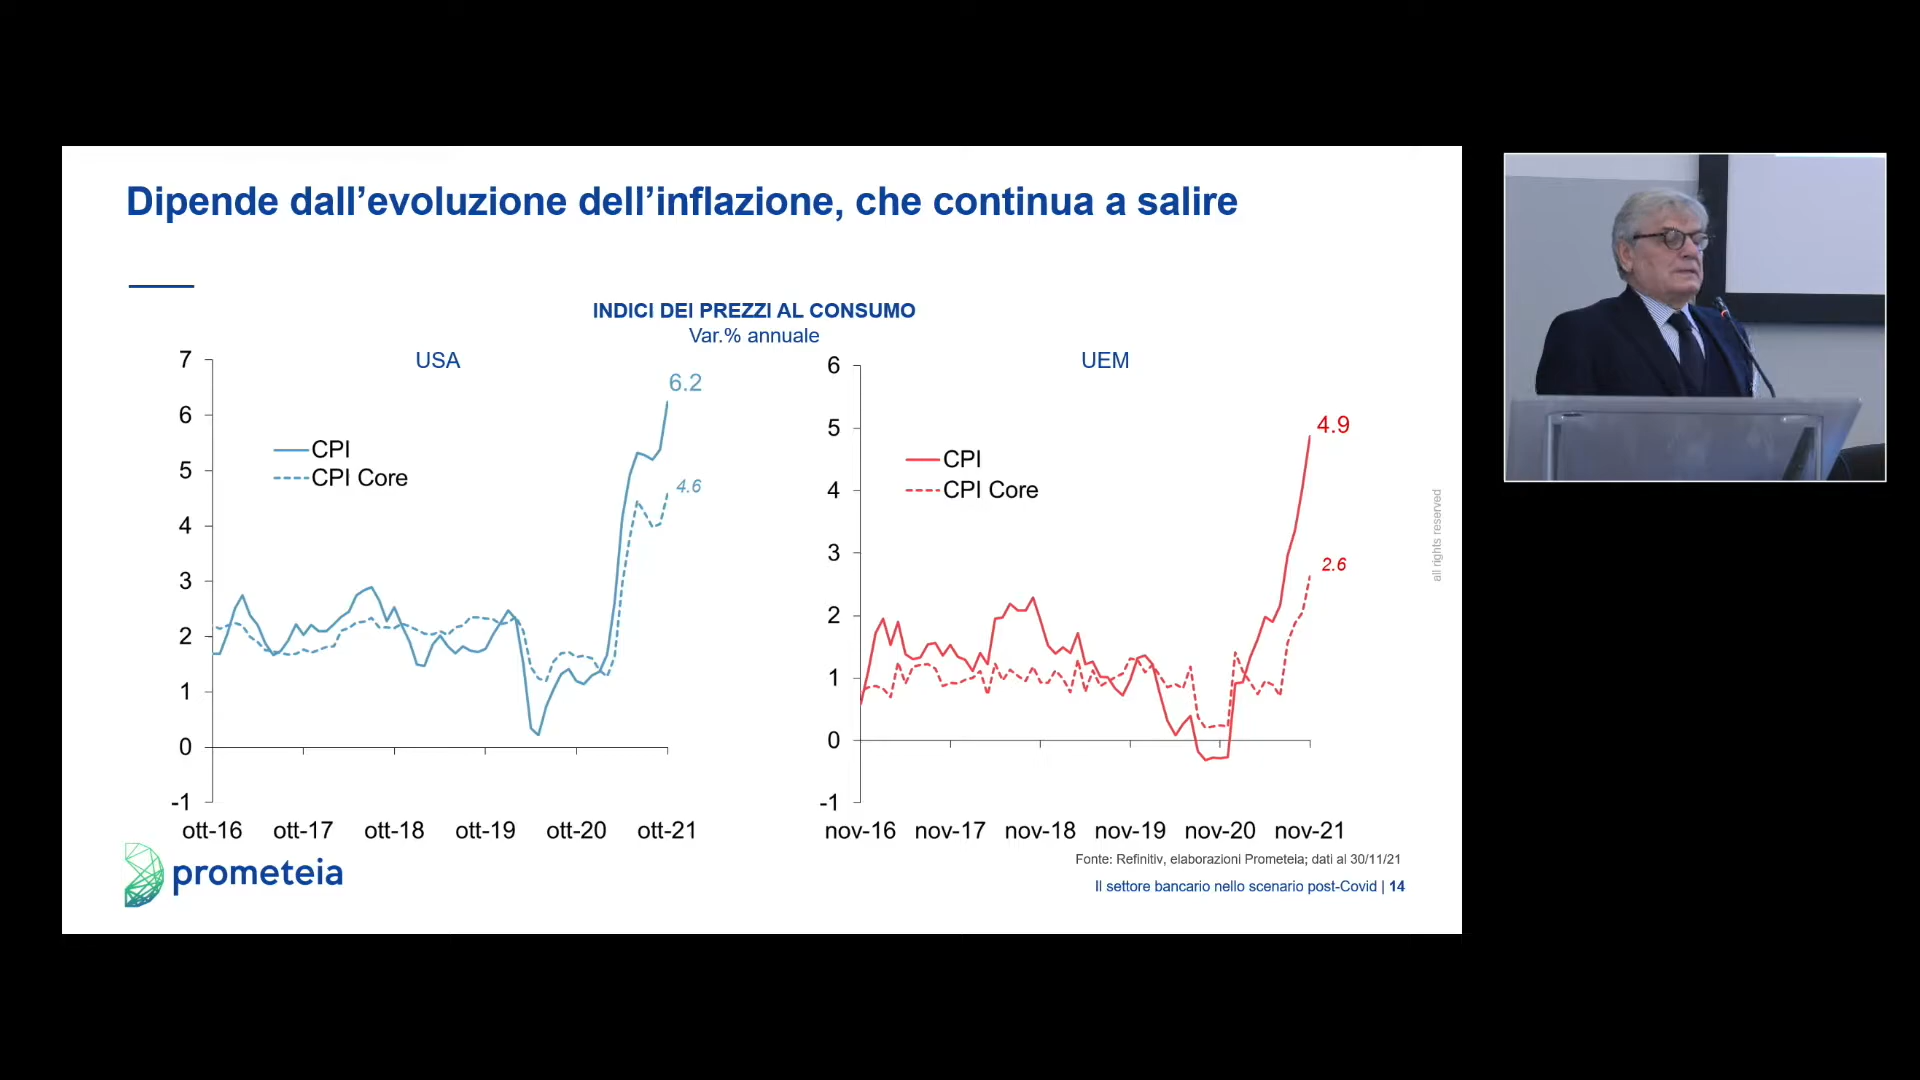 Dipende dall’evoluzione dell’inflazione, che continua a salire
INDICI DEI PREZZI AL CONSUMO
Var.% annuale
USA
7
6
5
4
3
2
1
0
-1
CPI
CPI Core
6.2
4.6
ott-16 ott-17 ott-18 ott-19 ott-20 ott-21
UEM
6
5
4
3
2
1
0
-1
CPI
CPI Core
4.9
2.6
nov-16 nov-17 nov-18 nov-19 nov-20 nov-21
all rights reserved
prometeia
Fonte: Refinitiv, elaborazioni Prometeia; dati al 30/11/21
Il settore bancario nello scenario post-Covid | 14